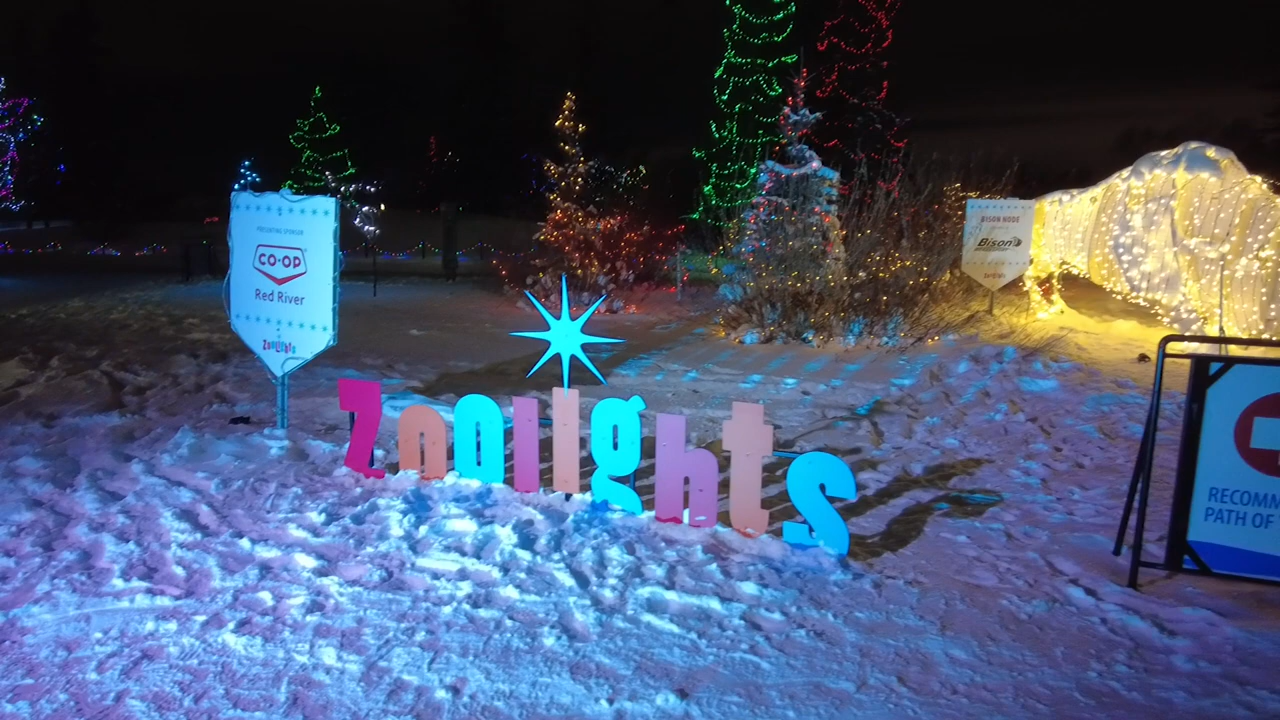 PRESENTING SPONSOR
CO-OP
Red River
Zoolights
Zoolights
BISON NODE
Bison
RECOMM
PATH OF